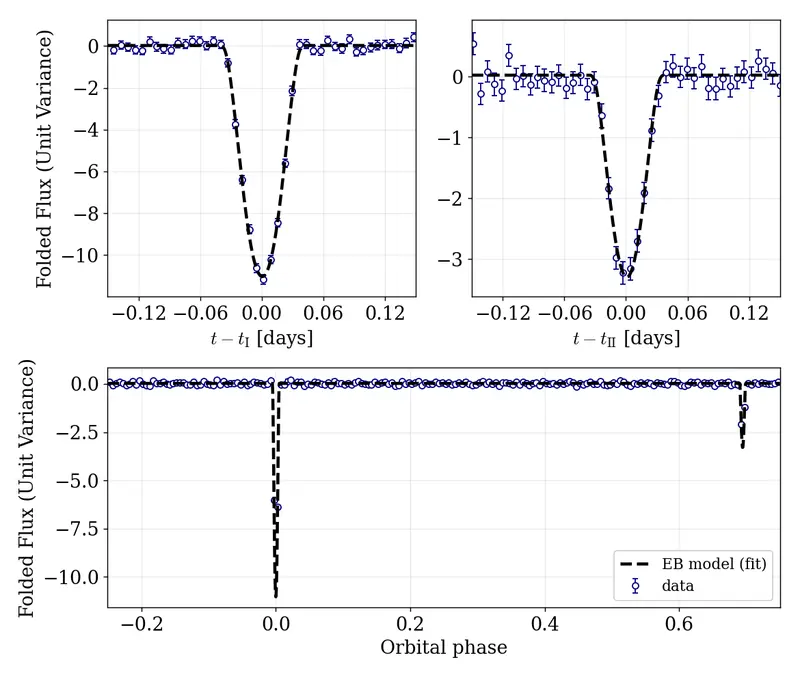 Folded Flux (Unit Variance)
0
−2
−4
−6
−8
−10
−0.12 −0.06 0.00 0.06 0.12
t − t_I [days]
0
−1
−2
−3
−0.12 −0.06 0.00 0.06 0.12
t − t_II [days]
Folded Flux (Unit Variance)
0.0
−2.5
−5.0
−7.5
−10.0
−0.2 0.0 0.2 0.4 0.6
Orbital phase
EB model (fit)
data